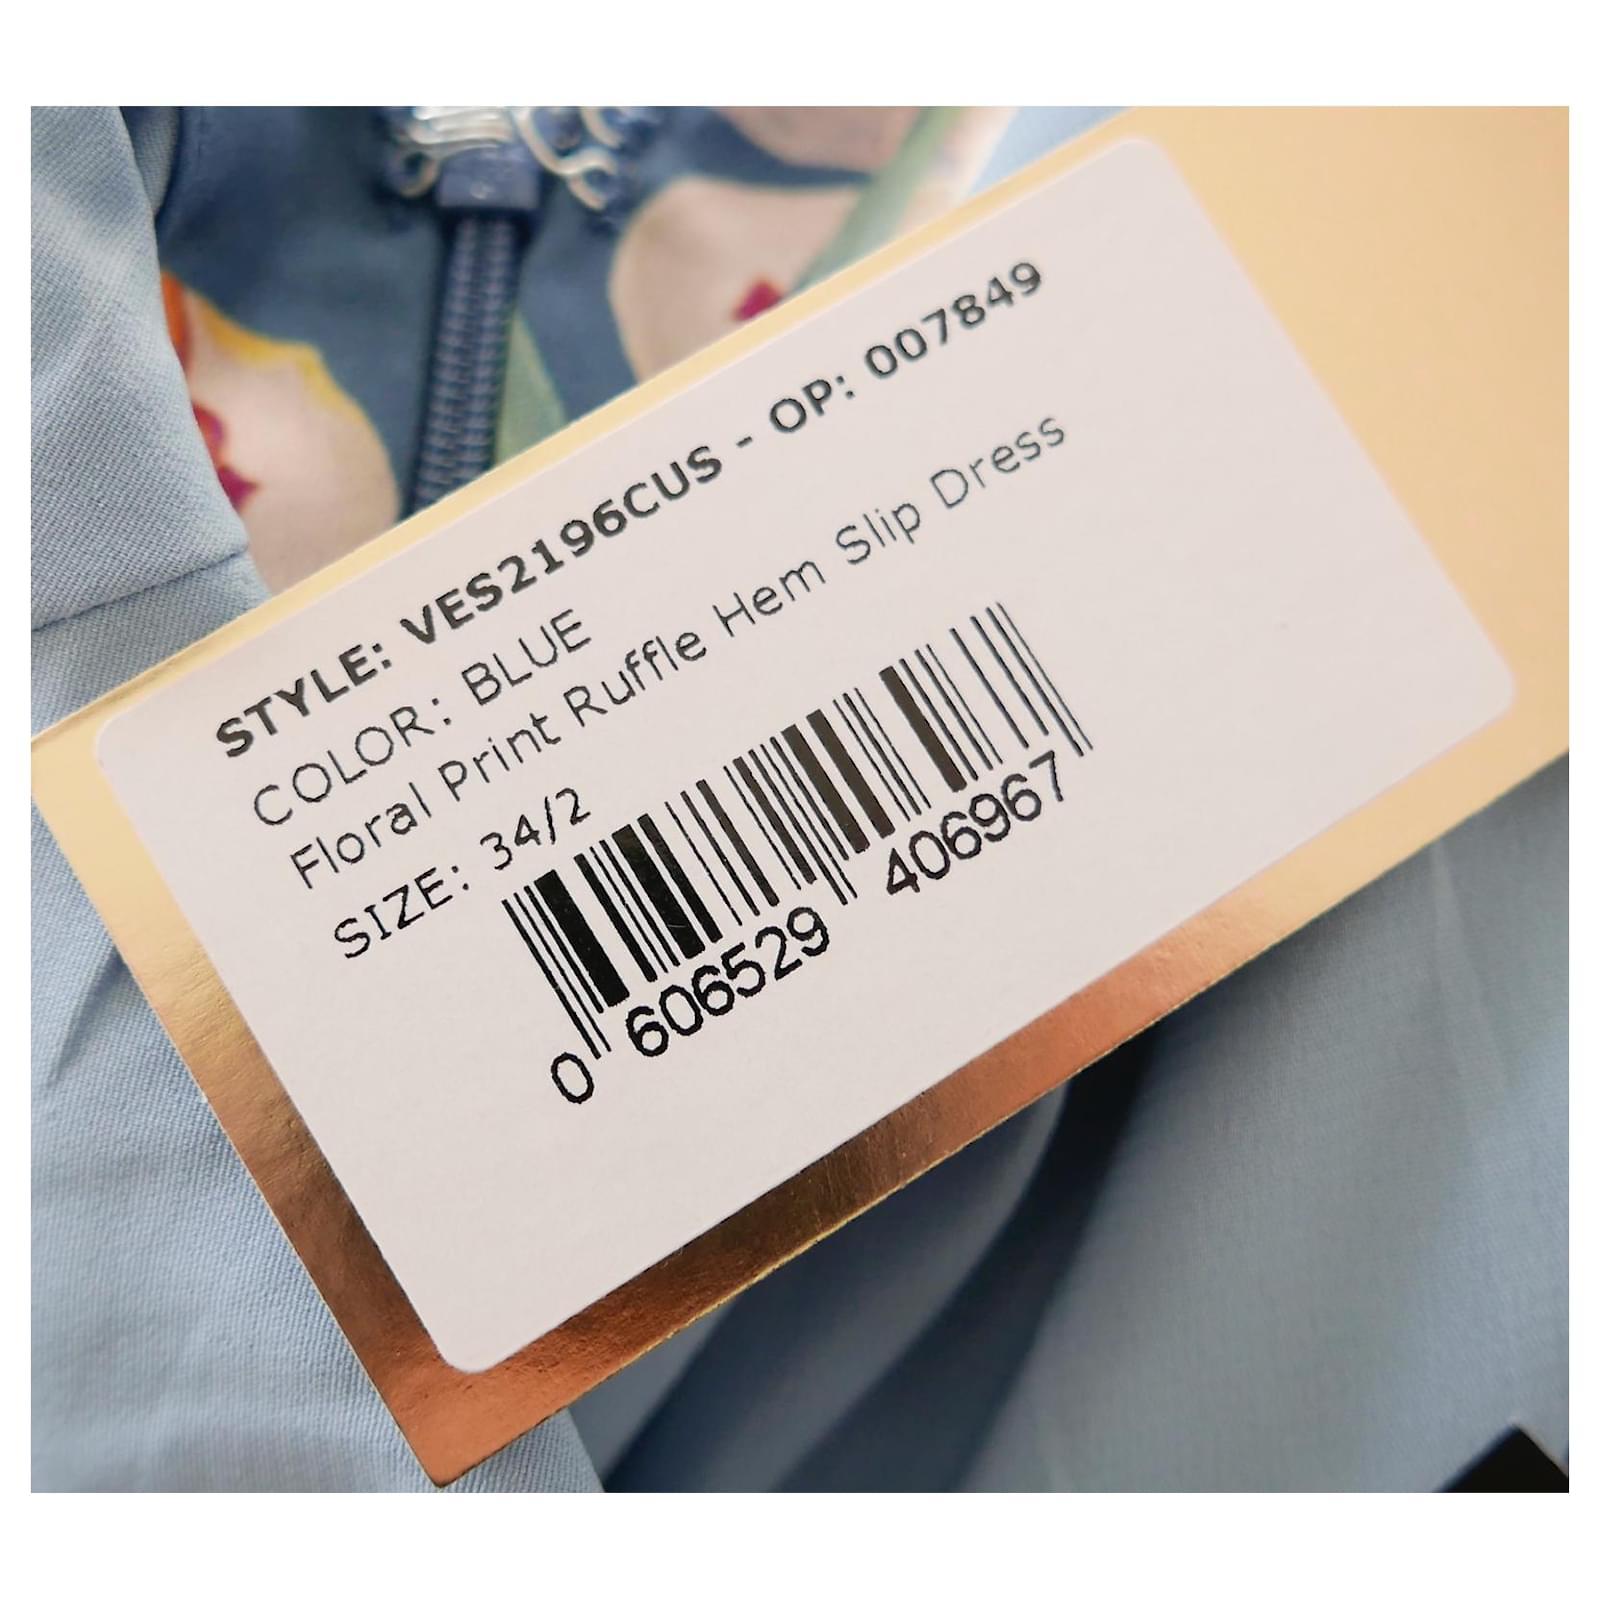 STYLE: VES2196CUS - OP: 007849
COLOR: BLUE
Floral Print Ruffle Hem Slip Dress
SIZE: 34/2
0 606529 406967